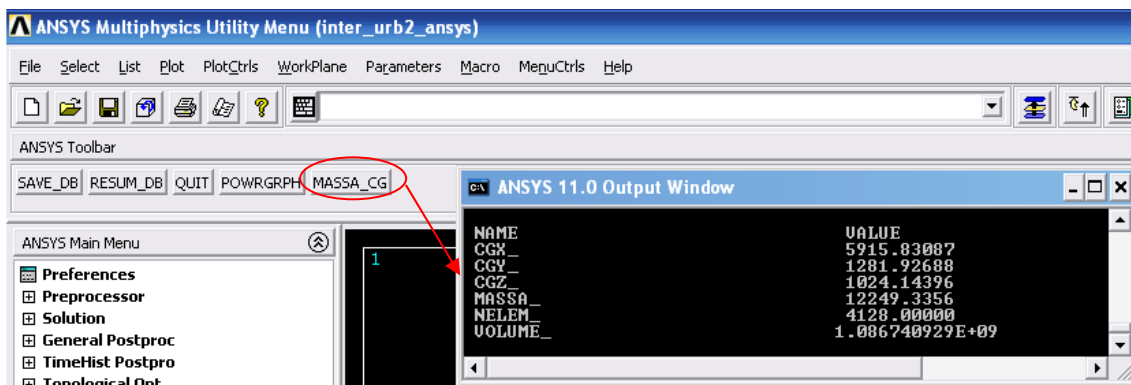 ANSYS Multiphysics Utility Menu (inter_urb2_ansys)
File Select List Plot PlotCtrls WorkPlane Parameters Macro MenuCtrls Help
ANSYS Toolbar
SAVE_DB RESUM_DB QUIT POWRGRPH MASSA_CG
ANSYS 11.0 Output Window
NAME VALUE
CGX_ 5915.83087
CGY_ 1281.92688
CGZ_ 1024.14396
MASSA_ 12249.3356
NELEM_ 4128.00000
VOLUME_ 1.086740929E+09
ANSYS Main Menu
1
Preferences
Preprocessor
Solution
General Postproc
TimeHist Postpro
Topological Opt